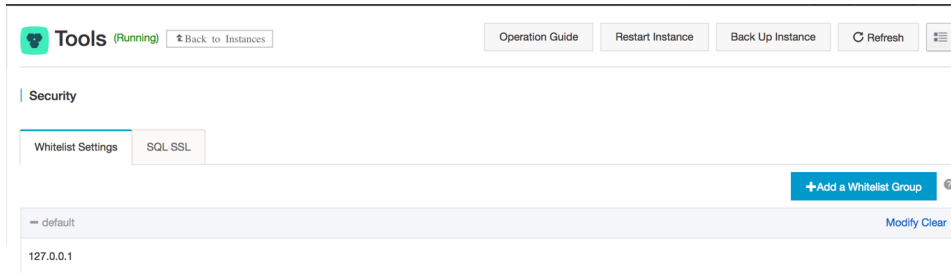 Tools (Running) Back to Instances Operation Guide Restart Instance Back Up Instance Refresh
Security
Whitelist Settings SQL SSL
+Add a Whitelist Group
default Modify Clear
127.0.0.1